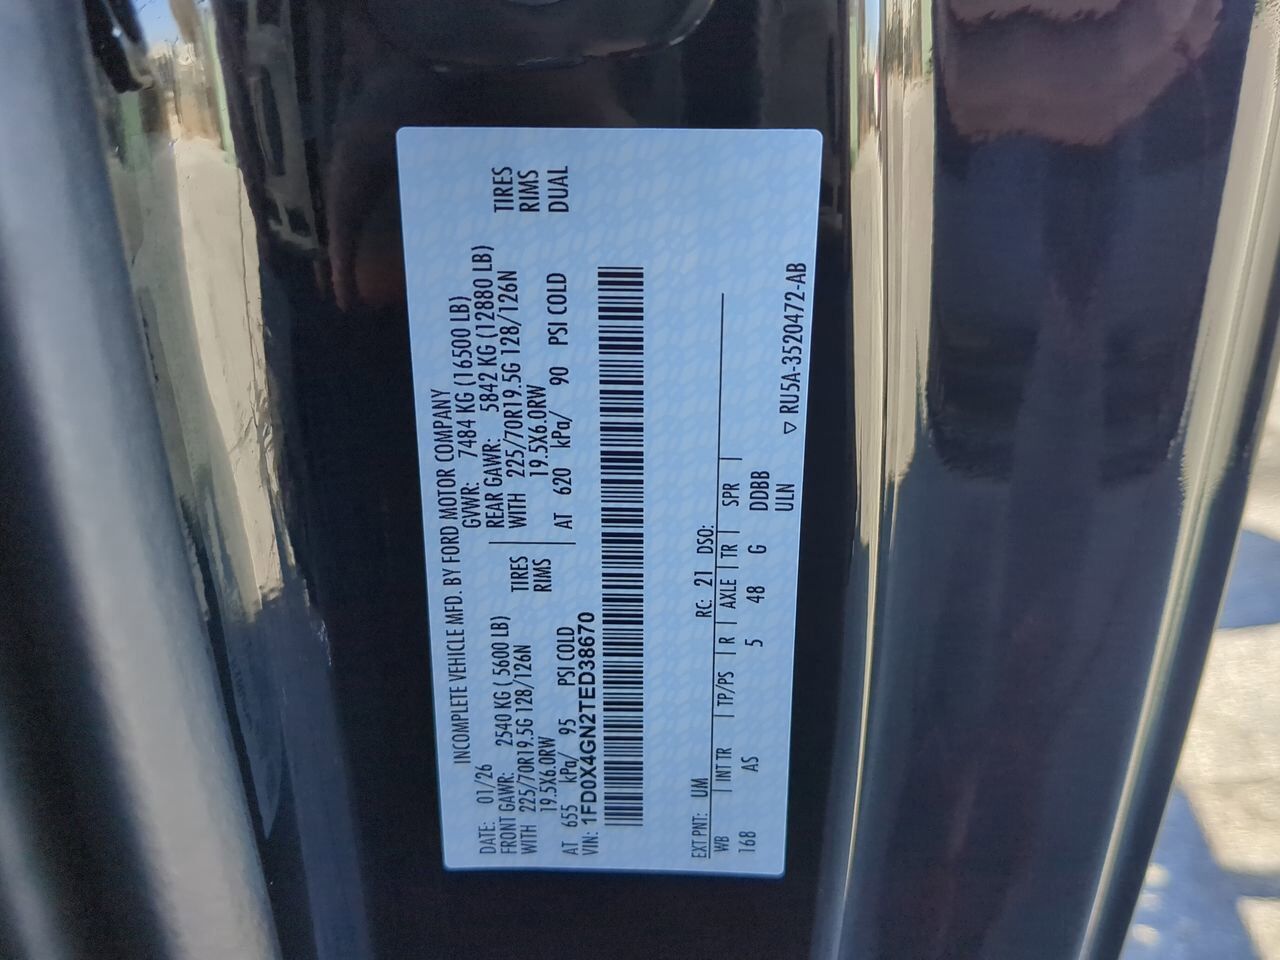 INCOMPLETE VEHICLE MFD. BY FORD MOTOR COMPANY
DATE: 01/26 GVWR: 7484 KG (16500 LB)
FRONT GAWR: 2540 KG ( 5600 LB) REAR GAWR: 5842 KG (12880 LB)
WITH 225/70R19.5G 128/126N TIRES WITH 225/70R19.5G 128/126N TIRES
19.5X6.0RW RIMS 19.5X6.0RW RIMS
AT 655 kPa/ 95 PSI COLD AT 620 kPa/ 90 PSI COLD DUAL
VIN: 1FD0X4GN2TED38670
EXT PNT: UM RC: 21 DSO:
WB INT TR TP/PS R AXLE TR SPR
168 AS 5 48 G DDBB
ULN
▽ RU5A-3520472-AB